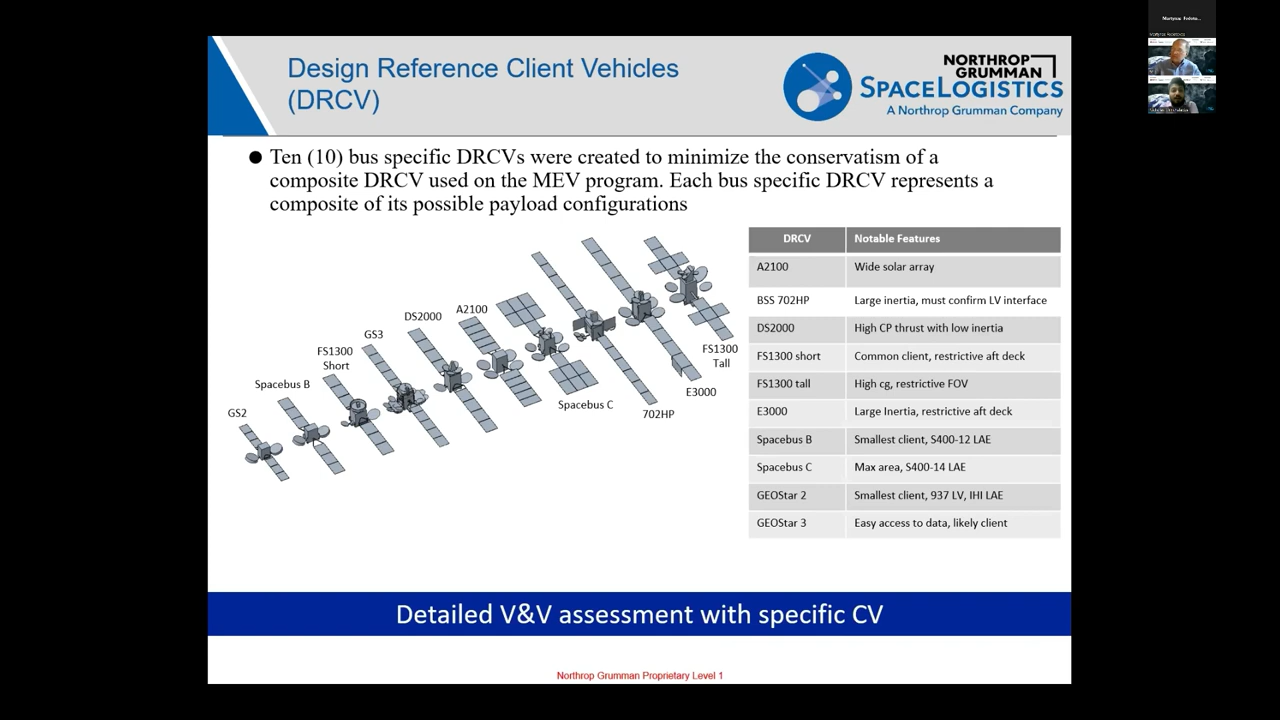 Design Reference Client Vehicles
(DRCV)
NORTHROP
GRUMMAN
SPACELOGISTICS
A Northrop Grumman Company
● Ten (10) bus specific DRCVs were created to minimize the conservatism of a
composite DRCV used on the MEV program. Each bus specific DRCV represents a
composite of its possible payload configurations
GS2
Spacebus B
FS1300
Short
GS3
DS2000
A2100
Spacebus C
702HP
E3000
FS1300
Tall
DRCV Notable Features
A2100 Wide solar array
BSS 702HP Large inertia, must confirm LV interface
DS2000 High CP thrust with low inertia
FS1300 short Common client, restrictive aft deck
FS1300 tall High cg, restrictive FOV
E3000 Large Inertia, restrictive aft deck
Spacebus B Smallest client, S400-12 LAE
Spacebus C Max area, S400-14 LAE
GEOStar 2 Smallest client, 937 LV, IHI LAE
GEOStar 3 Easy access to data, likely client
Detailed V&V assessment with specific CV
Northrop Grumman Proprietary Level 1